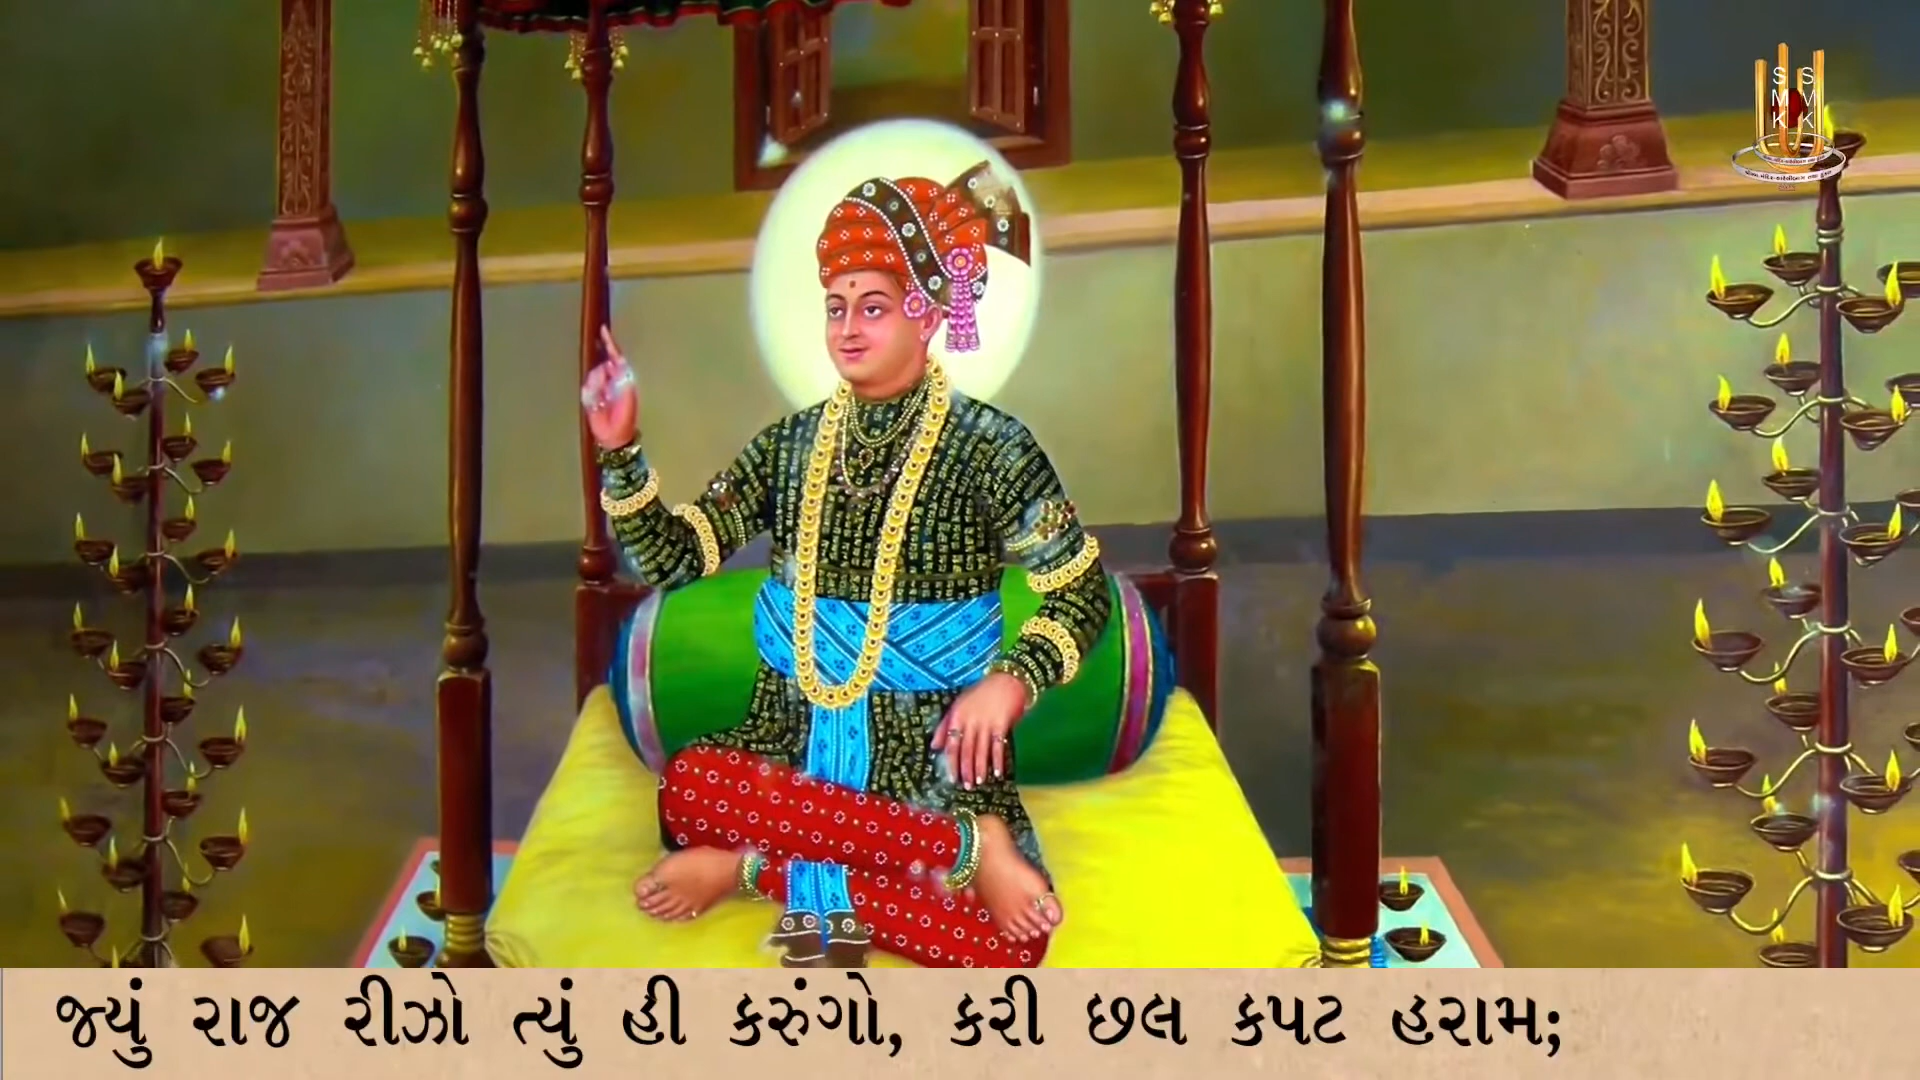 S S
M V
K K
જ્યું રાજ રીઝો ત્યું હી કરુંગો, કરી છલ કપટ હરામ;